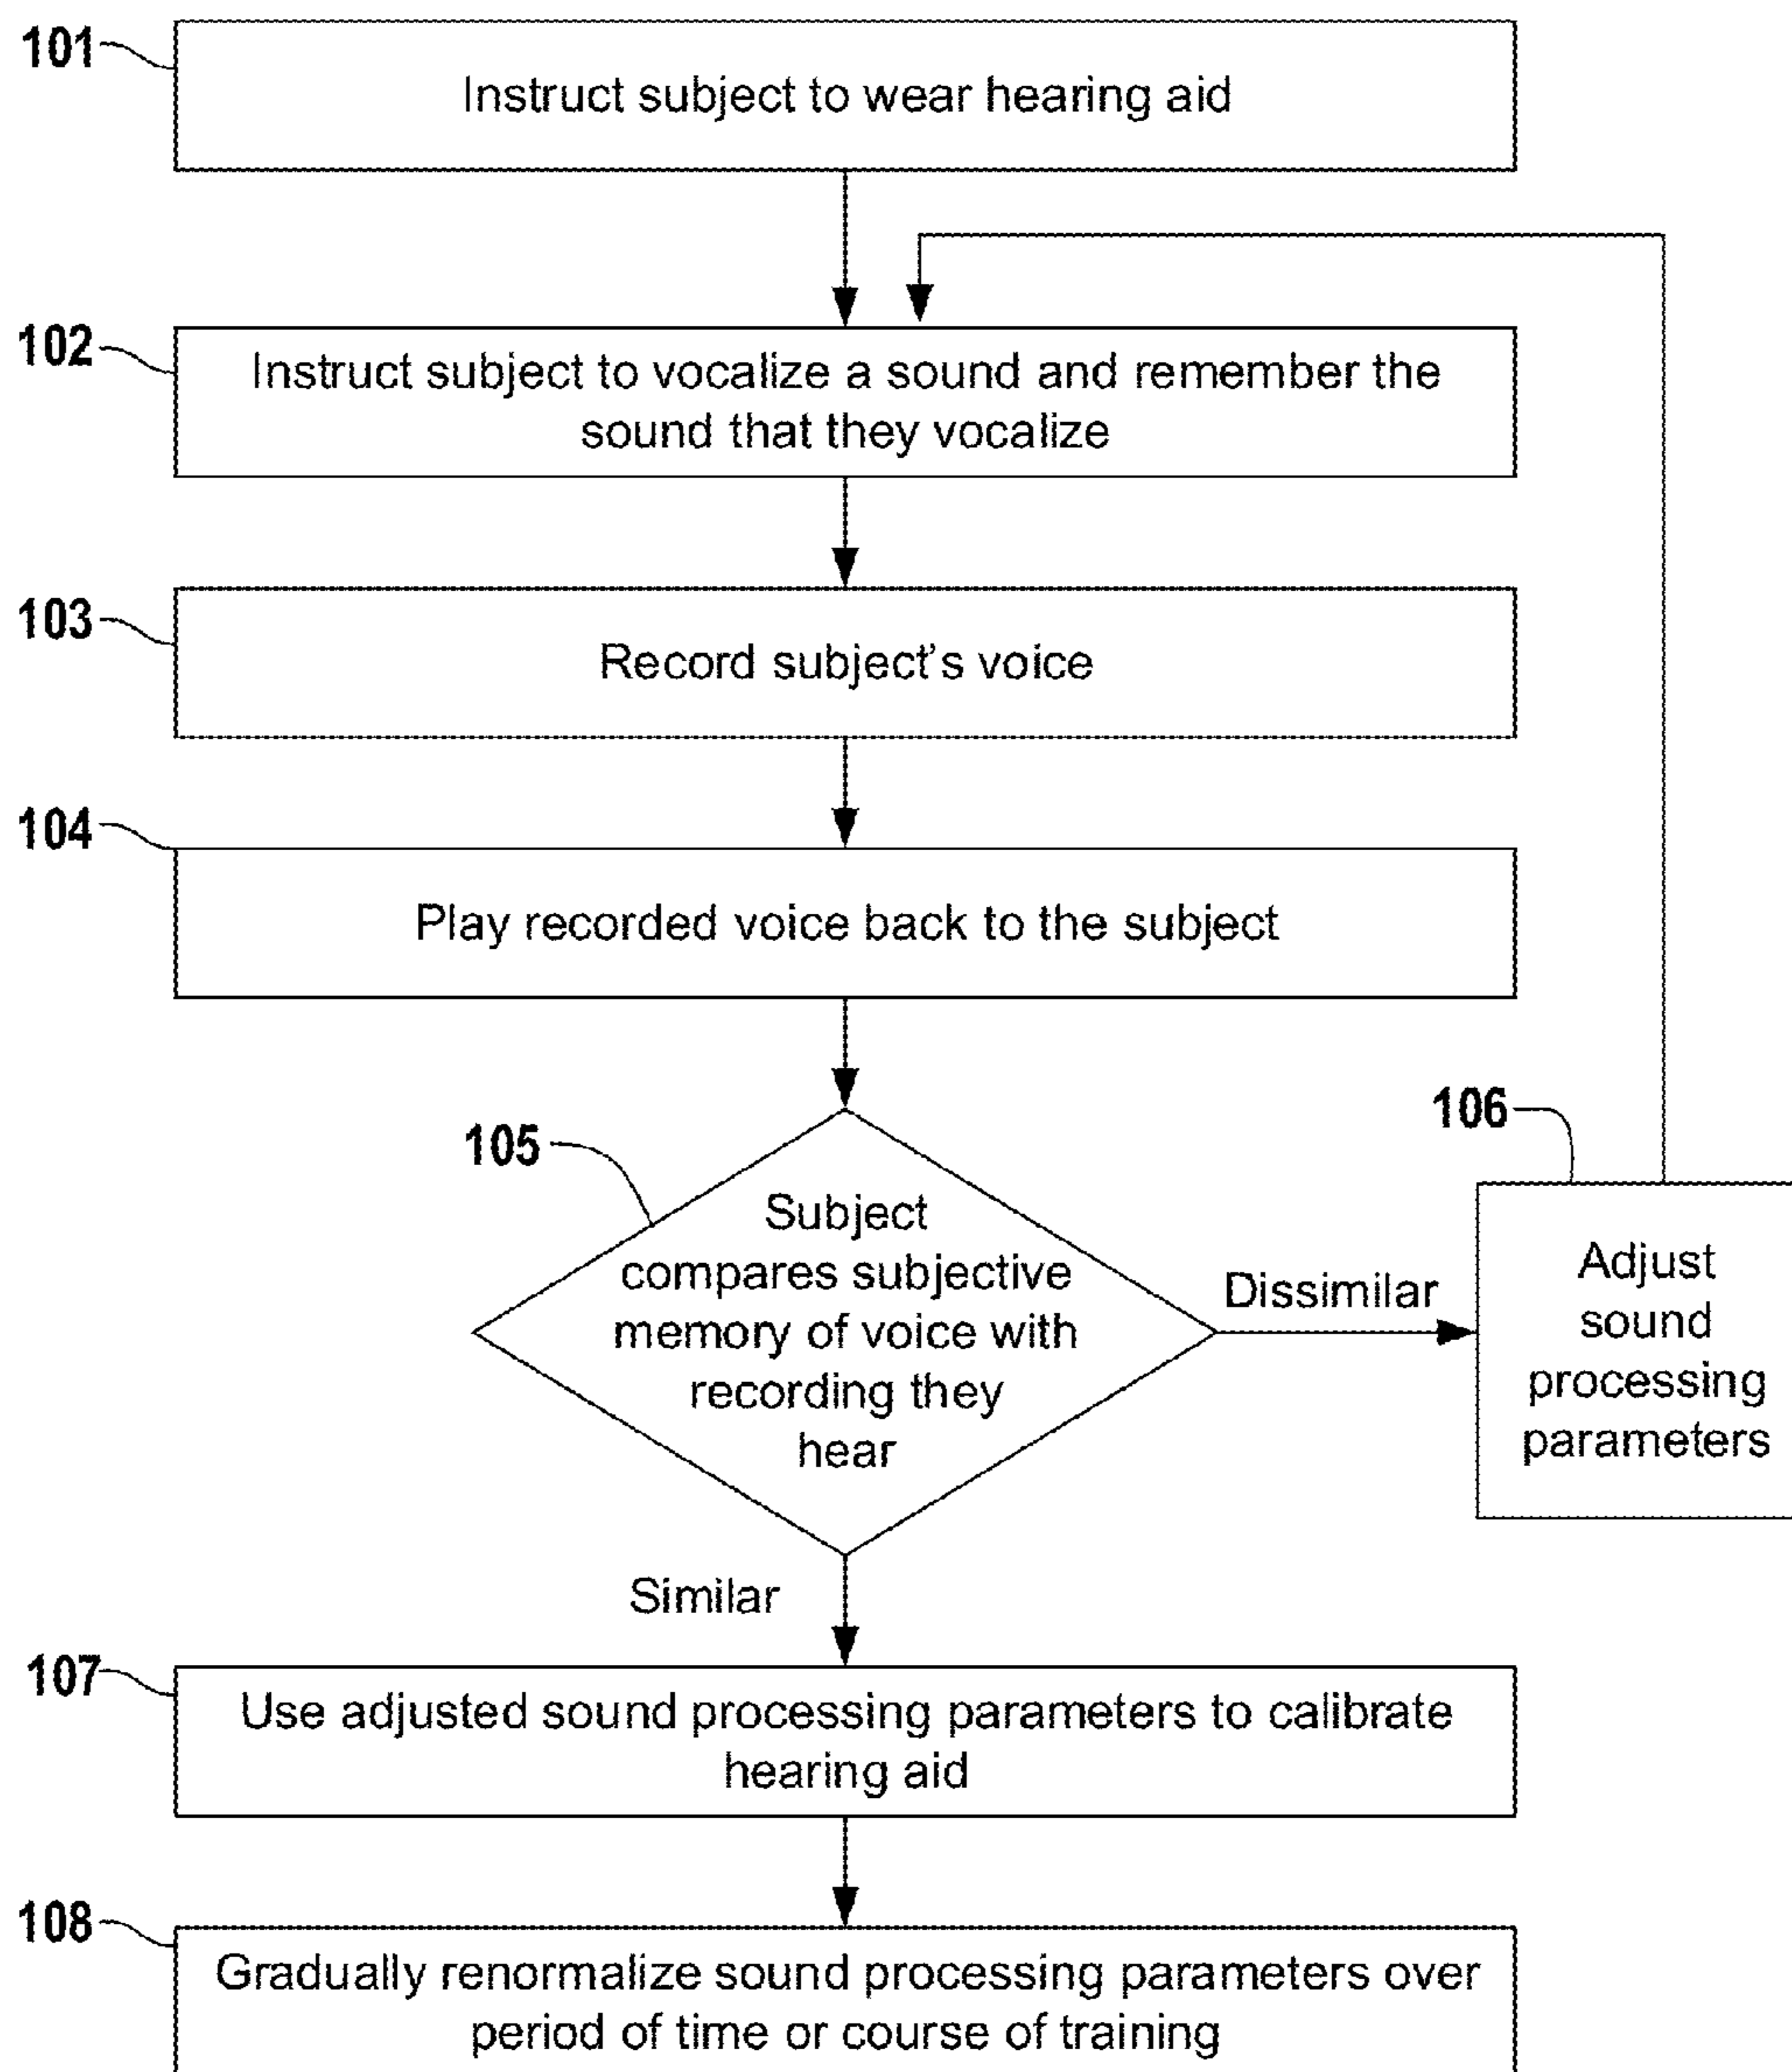 101
Instruct subject to wear hearing aid
102
Instruct subject to vocalize a sound and remember the
sound that they vocalize
103
Record subject's voice
104
Play recorded voice back to the subject
105
Subject
compares subjective
memory of voice with
recording they
hear
Dissimilar
106
Adjust
sound
processing
parameters
Similar
107
Use adjusted sound processing parameters to calibrate
hearing aid
108
Gradually renormalize sound processing parameters over
period of time or course of training